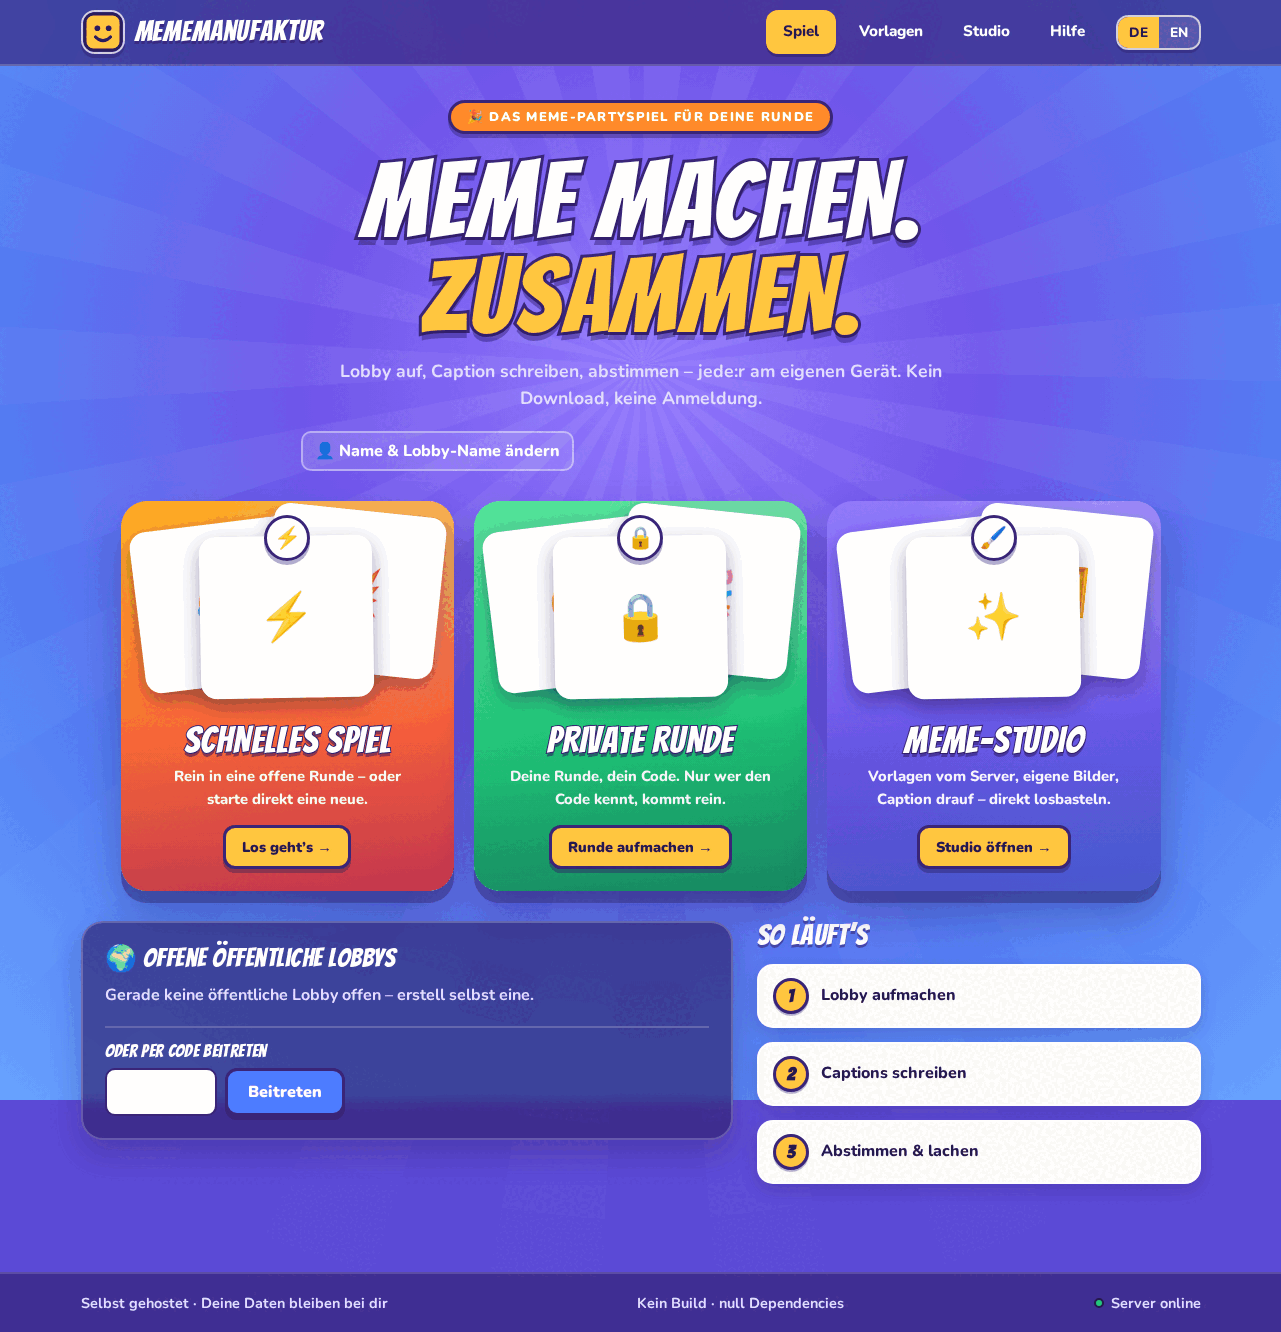 MEMEMANUFAKTUR
Spiel
Vorlagen
Studio
Hilfe
DE
EN
🎉 DAS MEME-PARTYSPIEL FÜR DEINE RUNDE
MEME MACHEN.
ZUSAMMEN.
Lobby auf, Caption schreiben, abstimmen – jede:r am eigenen Gerät. Kein
Download, keine Anmeldung.
👤 Name & Lobby-Name ändern
SCHNELLES SPIEL
Rein in eine offene Runde – oder
starte direkt eine neue.
Los geht's →
PRIVATE RUNDE
Deine Runde, dein Code. Nur wer den
Code kennt, kommt rein.
Runde aufmachen →
MEME-STUDIO
Vorlagen vom Server, eigene Bilder,
Caption drauf – direkt losbasteln.
Studio öffnen →
🌍 OFFENE ÖFFENTLICHE LOBBYS
Gerade keine öffentliche Lobby offen – erstell selbst eine.
ODER PER CODE BEITRETEN
Beitreten
SO LÄUFT'S
1 Lobby aufmachen
2 Captions schreiben
3 Abstimmen & lachen
Selbst gehostet · Deine Daten bleiben bei dir
Kein Build · null Dependencies
Server online